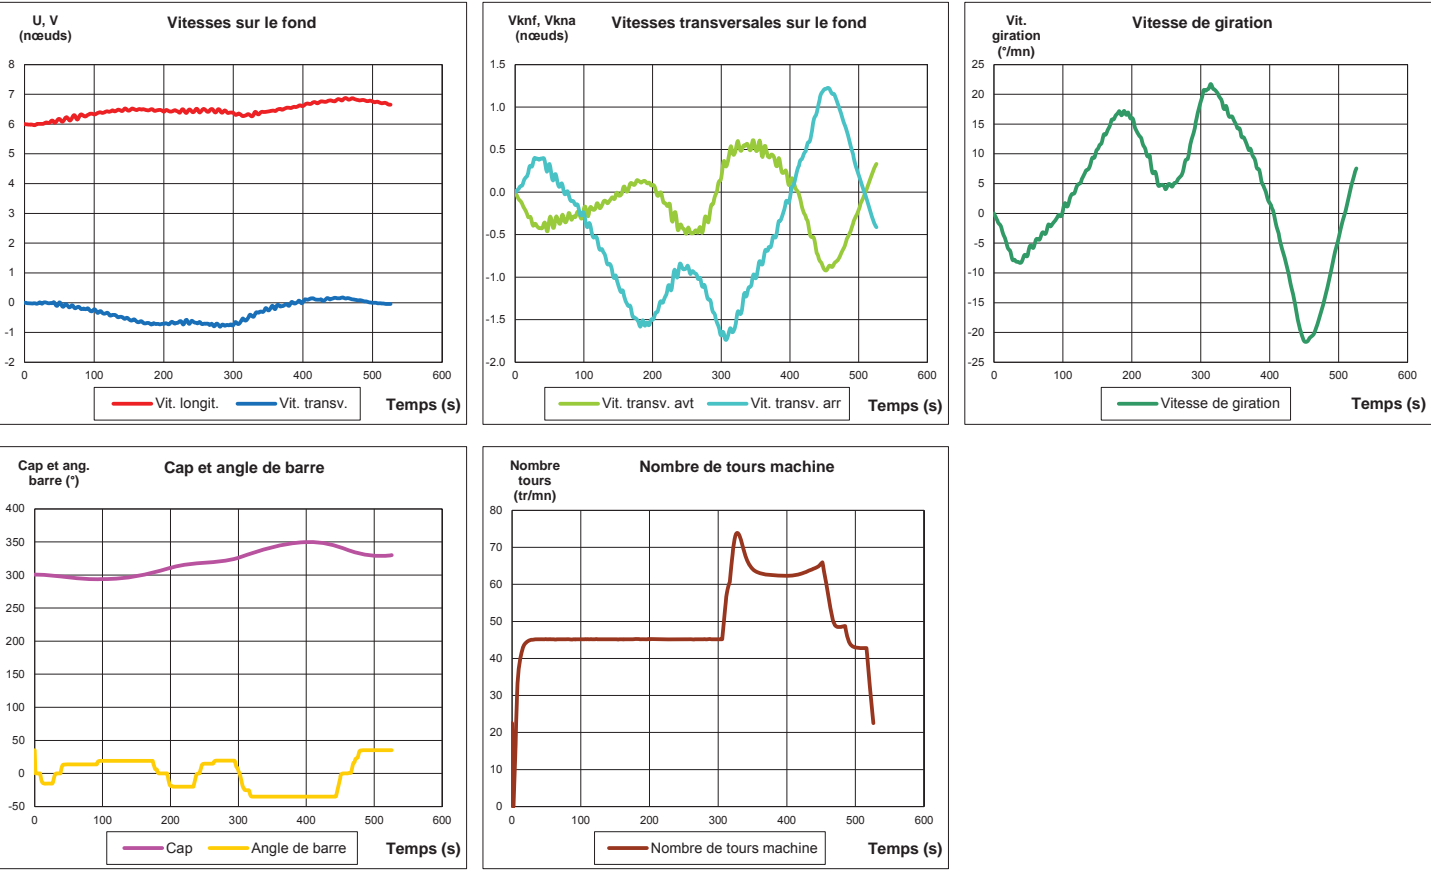 U, V
(nœuds)
Vitesses sur le fond
8
7
6
5
4
3
2
1
0
-1
-2
0 100 200 300 400 500 600
Vit. longit. Vit. transv. Temps (s)
Vknf, Vkna
(nœuds)
Vitesses transversales sur le fond
1.5
1.0
0.5
0.0
-0.5
-1.0
-1.5
-2.0
0 100 200 300 400 500 600
Vit. transv. avt Vit. transv. arr Temps (s)
Vit.
giration
(°/mn)
Vitesse de giration
25
20
15
10
5
0
-5
-10
-15
-20
-25
0 100 200 300 400 500 600
Vitesse de giration Temps (s)
Cap et ang.
barre (°)
Cap et angle de barre
400
350
300
250
200
150
100
50
0
-50
0 100 200 300 400 500 600
Cap Angle de barre Temps (s)
Nombre
tours
(tr/mn)
Nombre de tours machine
80
70
60
50
40
30
20
10
0
0 100 200 300 400 500 600
Nombre de tours machine Temps (s)